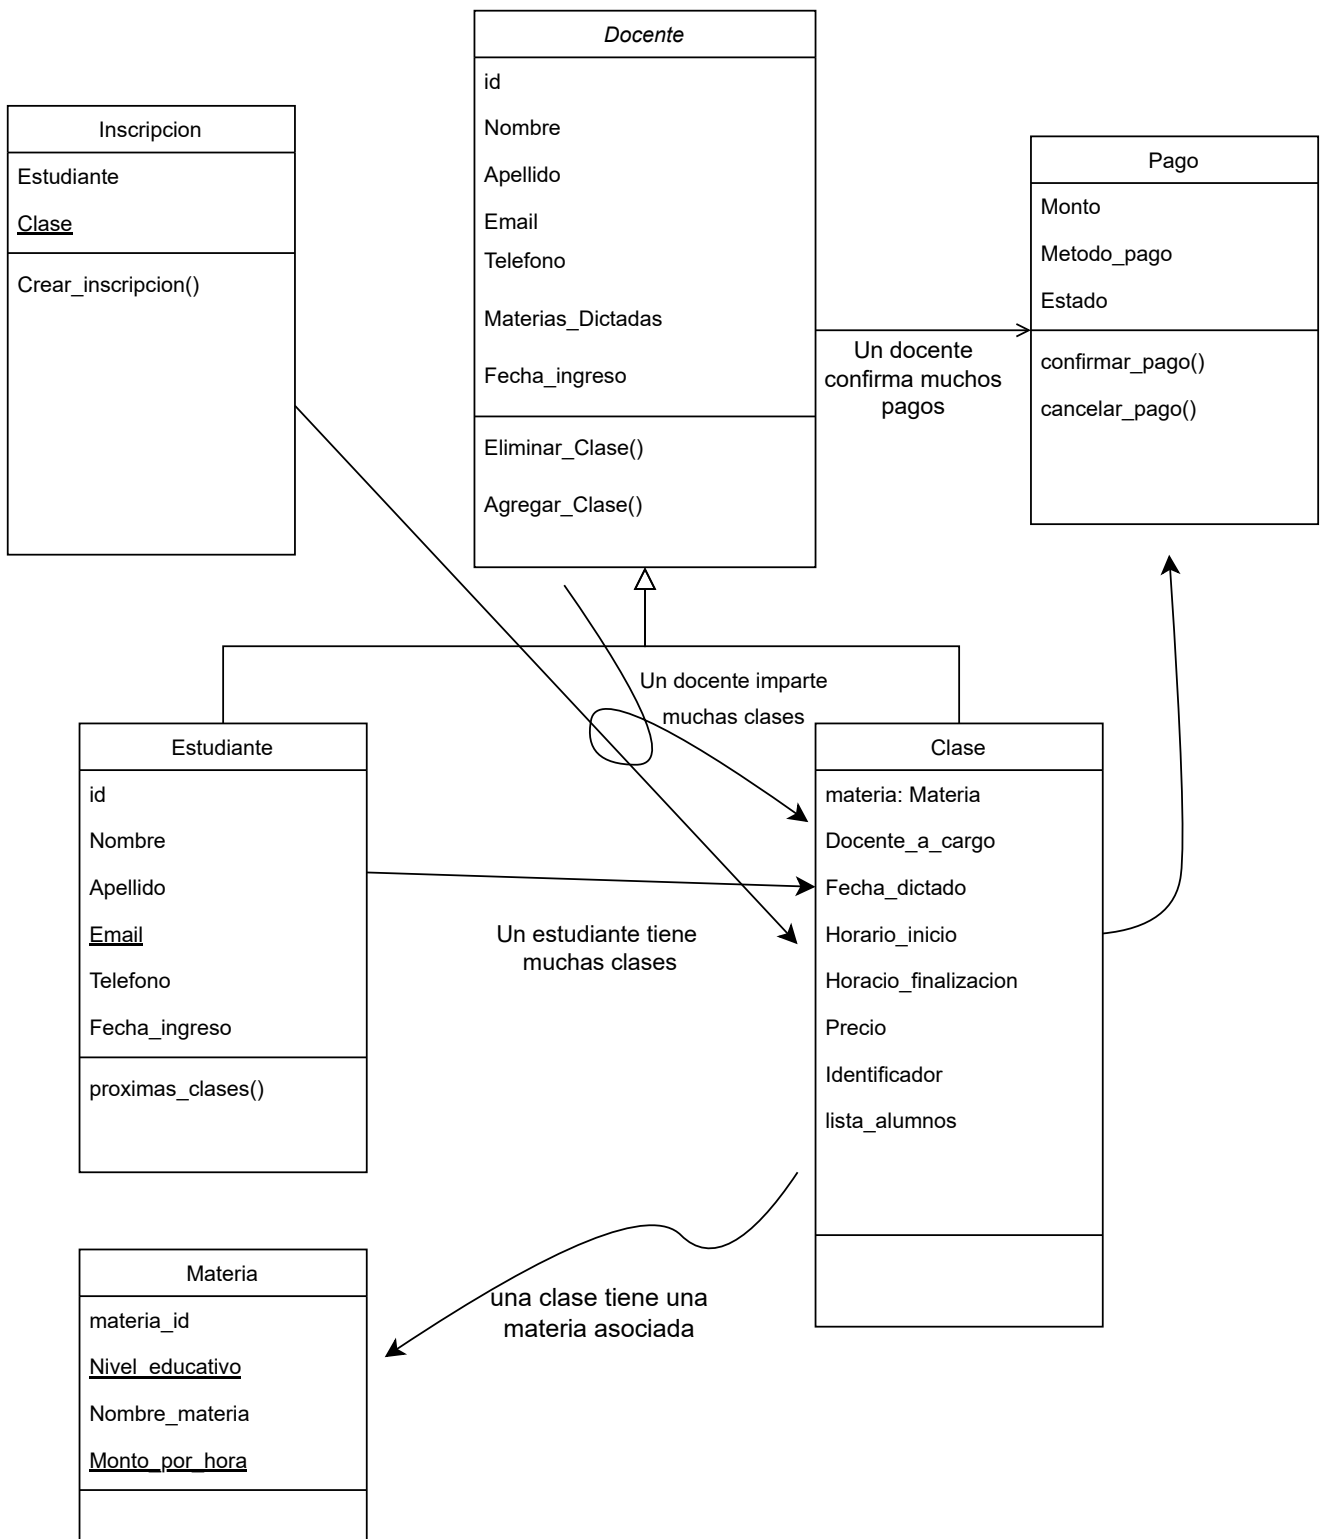 Docente
id
Nombre
Apellido
Email
Telefono
Materias_Dictadas
Fecha_ingreso
Eliminar_Clase()
Agregar_Clase()
Inscripcion
Estudiante
Clase
Crear_inscripcion()
Pago
Monto
Metodo_pago
Estado
confirmar_pago()
cancelar_pago()
Un docente
confirma muchos
pagos
Un docente imparte
muchas clases
Estudiante
id
Nombre
Apellido
Email
Telefono
Fecha_ingreso
proximas_clases()
Un estudiante tiene
muchas clases
Clase
materia: Materia
Docente_a_cargo
Fecha_dictado
Horario_inicio
Horacio_finalizacion
Precio
Identificador
lista_alumnos
una clase tiene una
materia asociada
Materia
materia_id
Nivel_educativo
Nombre_materia
Monto_por_hora